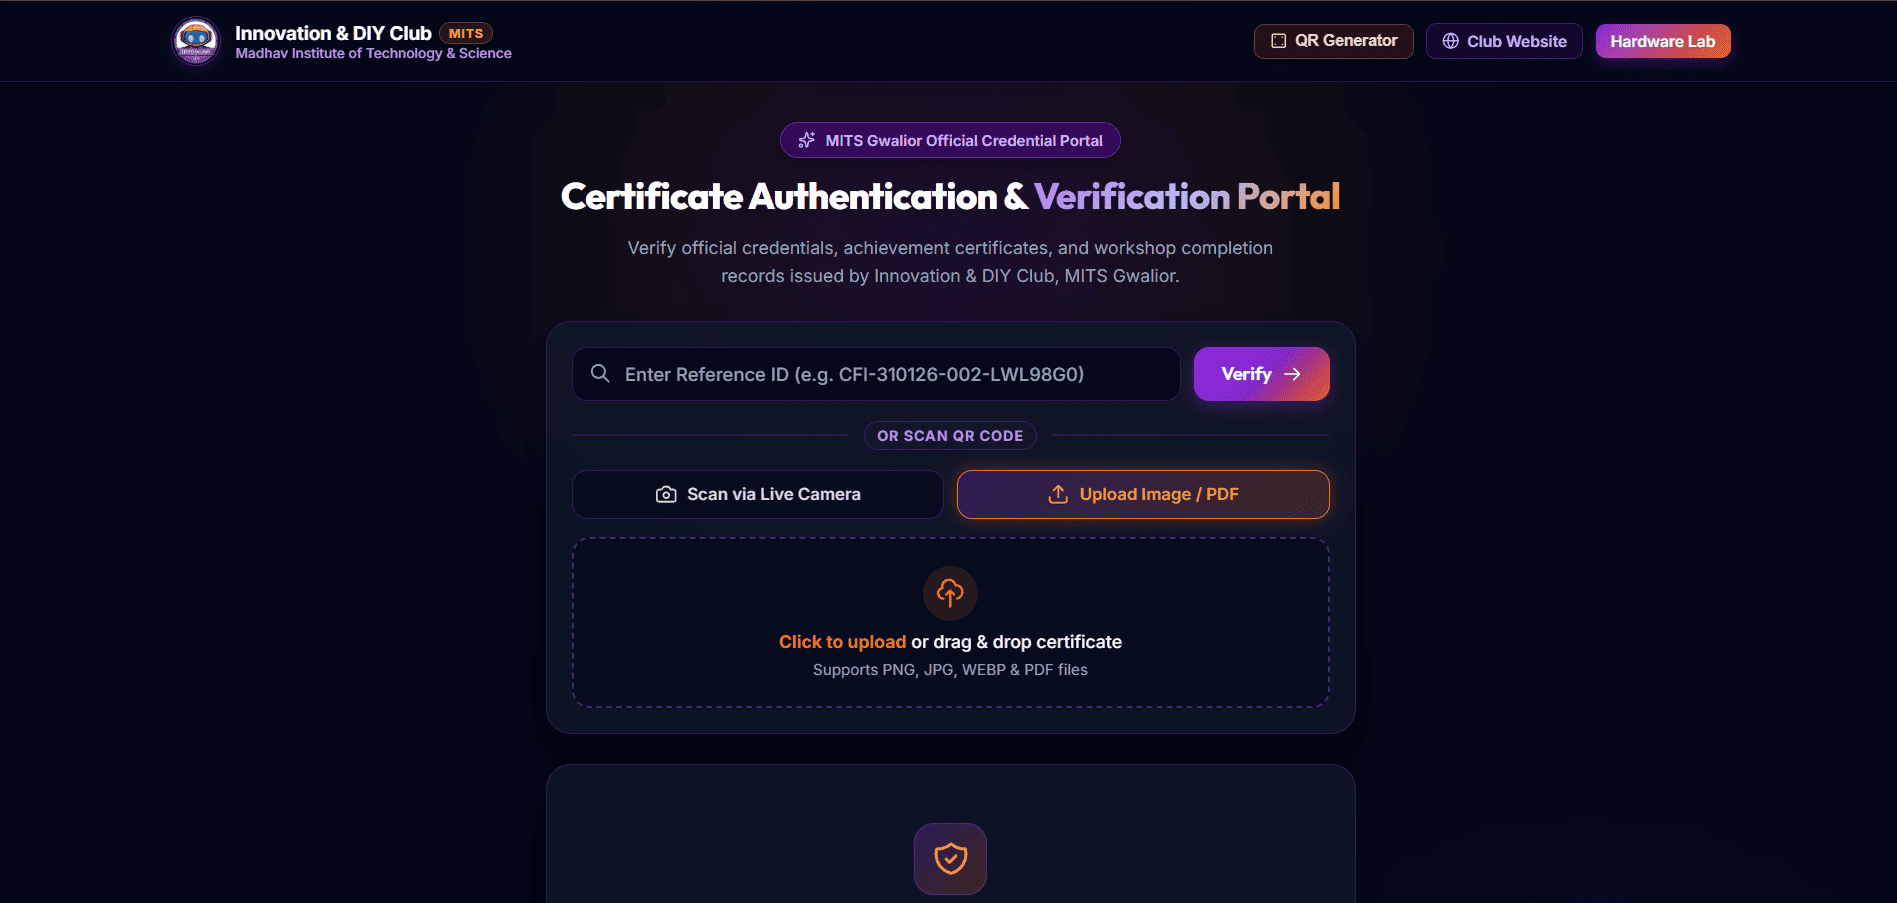 Innovation & DIY Club MITS
Madhav Institute of Technology & Science
QR Generator
Club Website
Hardware Lab
MITS Gwalior Official Credential Portal
Certificate Authentication & Verification Portal
Verify official credentials, achievement certificates, and workshop completion
records issued by Innovation & DIY Club, MITS Gwalior.
Enter Reference ID (e.g. CFI-310126-002-LWL98G0)
Verify
OR SCAN QR CODE
Scan via Live Camera
Upload Image / PDF
Click to upload or drag & drop certificate
Supports PNG, JPG, WEBP & PDF files